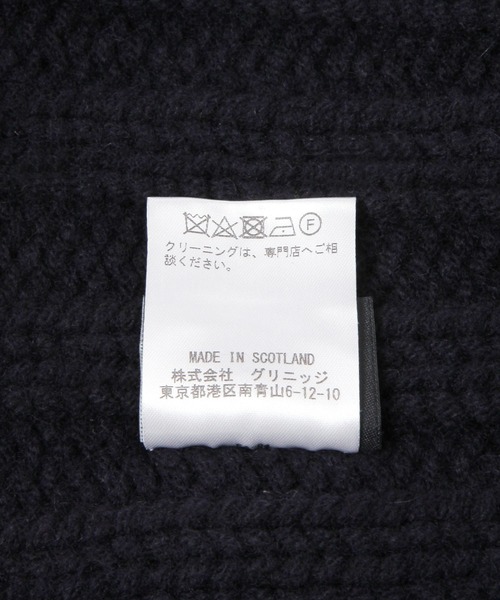 F
クリーニングは、専門店へご相
談ください。
MADE IN SCOTLAND
株式会社 グリニッジ
東京都港区南青山6-12-10